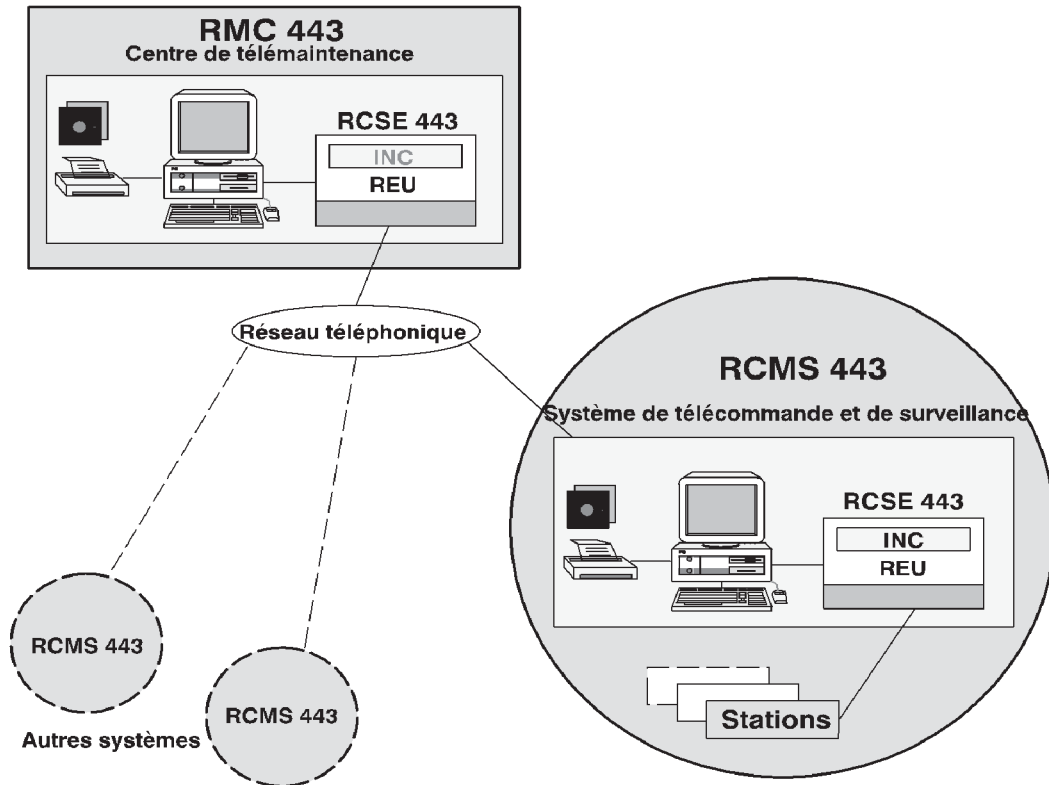 RMC 443
Centre de télémaintenance
RCSE 443
INC
REU
Réseau téléphonique
RCMS 443
Système de télécommande et de surveillance
RCSE 443
INC
REU
Stations
RCMS 443
RCMS 443
Autres systèmes